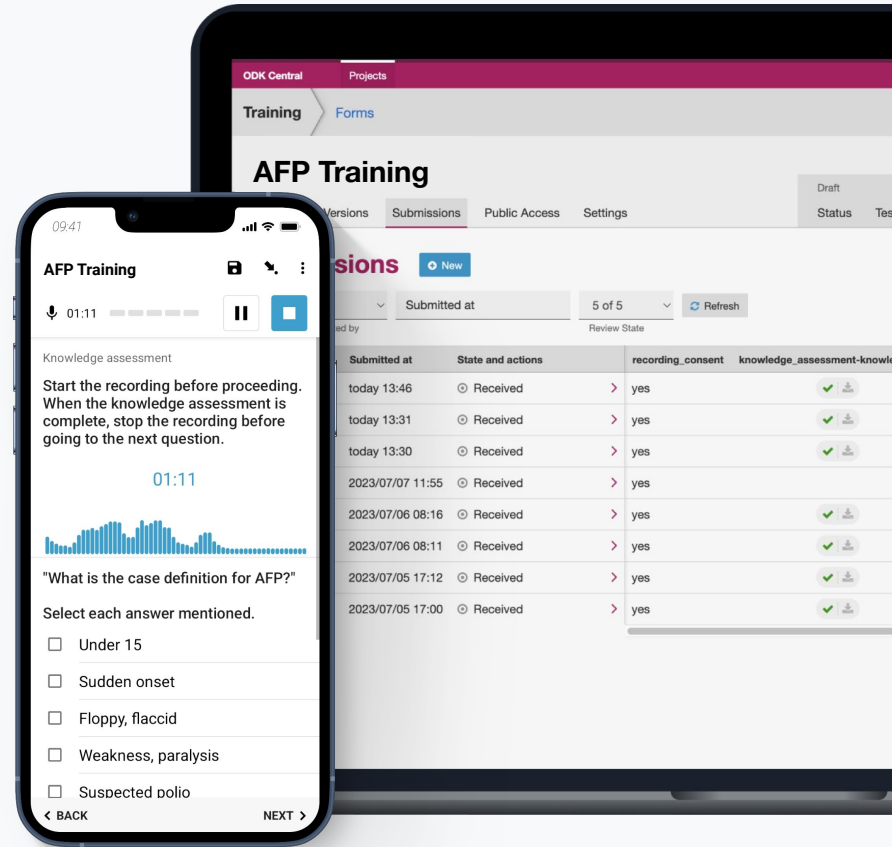 ODK Central
Projects
Training
Forms
AFP Training
Draft
Versions
Submissions
Public Access
Settings
Status
New
Submitted at
5 of 5
Refresh
Review State
Submitted at
State and actions
recording_consent
today 13:46
Received
yes
today 13:31
Received
yes
today 13:30
Received
yes
2023/07/07 11:55
Received
yes
2023/07/06 08:16
Received
yes
2023/07/06 08:11
Received
yes
2023/07/05 17:12
Received
yes
2023/07/05 17:00
Received
yes
09:41
AFP Training
01:11
Knowledge assessment
Start the recording before proceeding.
When the knowledge assessment is
complete, stop the recording before
going to the next question.
01:11
"What is the case definition for AFP?"
Select each answer mentioned.
Under 15
Sudden onset
Floppy, flaccid
Weakness, paralysis
Suspected polio
BACK
NEXT